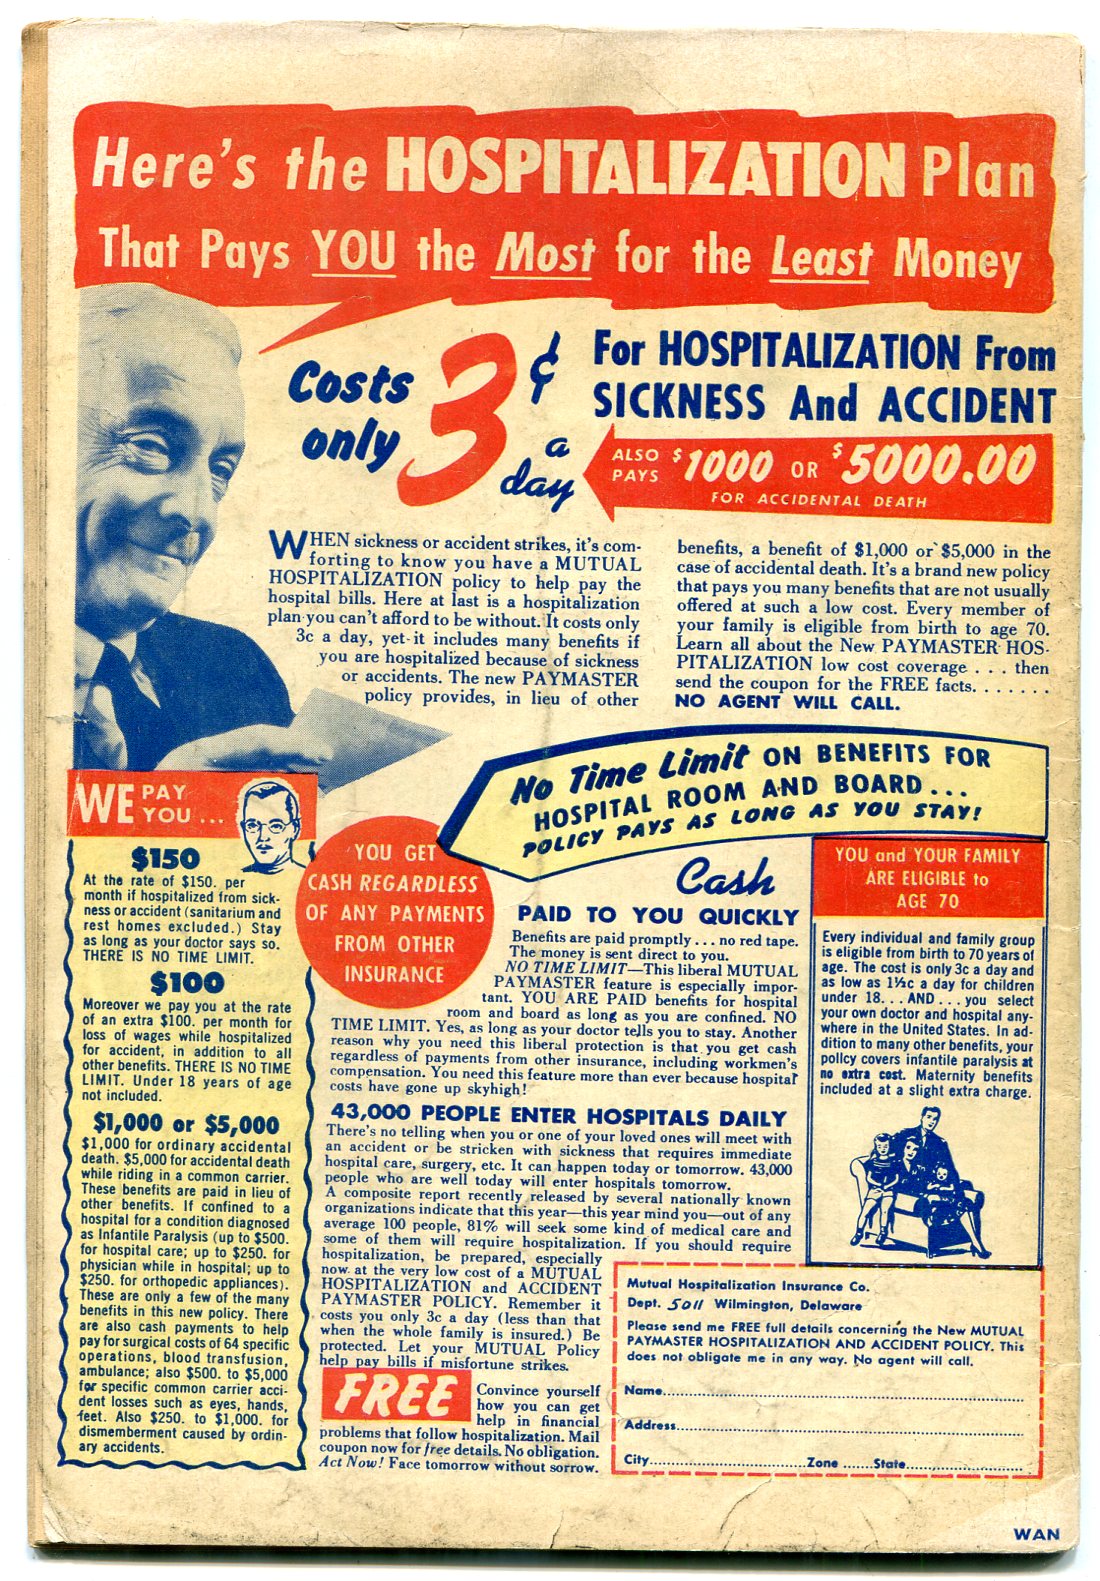 Here's the HOSPITALIZATION Plan
That Pays YOU the Most for the Least Money
Costs
only
3¢
a
day
For HOSPITALIZATION From
SICKNESS And ACCIDENT
ALSO
PAYS
$1000 OR $5000.00
FOR ACCIDENTAL DEATH
WHEN sickness or accident strikes, it's com-
forting to know you have a MUTUAL
HOSPITALIZATION policy to help pay the
hospital bills. Here at last is a hospitalization
plan you can't afford to be without. It costs only
3c a day, yet it includes many benefits if
you are hospitalized because of sickness
or accidents. The new PAYMASTER
policy provides, in lieu of other
benefits, a benefit of $1,000 or $5,000 in the
case of accidental death. It's a brand new policy
that pays you many benefits that are not usually
offered at such a low cost. Every member of
your family is eligible from birth to age 70.
Learn all about the New PAYMASTER HOS-
PITALIZATION low cost coverage . . . then
send the coupon for the FREE facts. . . . . . .
NO AGENT WILL CALL.
No Time Limit ON BENEFITS FOR
HOSPITAL ROOM AND BOARD...
POLICY PAYS AS LONG AS YOU STAY!
WE PAY
YOU ...
$150
At the rate of $150. per
month if hospitalized from sick-
ness or accident (sanitarium and
rest homes excluded.) Stay
as long as your doctor says so.
THERE IS NO TIME LIMIT.
$100
Moreover we pay you at the rate
of an extra $100. per month for
loss of wages while hospitalized
for accident, in addition to all
other benefits. THERE IS NO TIME
LIMIT. Under 18 years of age
not included.
$1,000 or $5,000
$1,000 for ordinary accidental
death. $5,000 for accidental death
while riding in a common carrier.
These benefits are paid in lieu of
other benefits. If confined to a
hospital for a condition diagnosed
as Infantile Paralysis (up to $500.
for hospital care; up to $250. for
physician while in hospital; up to
$250. for orthopedic appliances).
These are only a few of the many
benefits in this new policy. There
are also cash payments to help
pay for surgical costs of 64 specific
operations, blood transfusion,
ambulance; also $500. to $5,000
for specific common carrier acci-
dent losses such as eyes, hands,
feet. Also $250. to $1,000. for
dismemberment caused by ordin-
ary accidents.
YOU GET
CASH REGARDLESS
OF ANY PAYMENTS
FROM OTHER
INSURANCE
Cash
PAID TO YOU QUICKLY
Benefits are paid promptly . . . no red tape.
The money is sent direct to you.
NO TIME LIMIT—This liberal MUTUAL
PAYMASTER feature is especially impor-
tant. YOU ARE PAID benefits for hospital
room and board as long as you are confined. NO
TIME LIMIT. Yes, as long as your doctor tells you to stay. Another
reason why you need this liberal protection is that you get cash
regardless of payments from other insurance, including workmen's
compensation. You need this feature more than ever because hospital
costs have gone up skyhigh!
43,000 PEOPLE ENTER HOSPITALS DAILY
There's no telling when you or one of your loved ones will meet with
an accident or be stricken with sickness that requires immediate
hospital care, surgery, etc. It can happen today or tomorrow. 43,000
people who are well today will enter hospitals tomorrow.
A composite report recently released by several nationally known
organizations indicate that this year—this year mind you—out of any
average 100 people, 81% will seek some kind of medical care and
some of them will require hospitalization. If you should require
hospitalization, be prepared, especially
now at the very low cost of a MUTUAL
HOSPITALIZATION and ACCIDENT
PAYMASTER POLICY. Remember it
costs you only 3c a day (less than that
when the whole family is insured.) Be
protected. Let your MUTUAL Policy
help pay bills if misfortune strikes.
FREE
Convince yourself
how you can get
help in financial
problems that follow hospitalization. Mail
coupon now for free details. No obligation.
Act Now! Face tomorrow without sorrow.
YOU and YOUR FAMILY
ARE ELIGIBLE to
AGE 70
Every individual and family group
is eligible from birth to 70 years of
age. The cost is only 3c a day and
as low as 1½c a day for children
under 18. . . AND . . . you select
your own doctor and hospital any-
where in the United States. In ad-
dition to many other benefits, your
policy covers infantile paralysis at
no extra cost. Maternity benefits
included at a slight extra charge.
Mutual Hospitalization Insurance Co.
Dept. 5011 Wilmington, Delaware
Please send me FREE full details concerning the New MUTUAL
PAYMASTER HOSPITALIZATION AND ACCIDENT POLICY. This
does not obligate me in any way. No agent will call.
Name........................................
Address........................................
City..............................Zone ......State........................
WAN